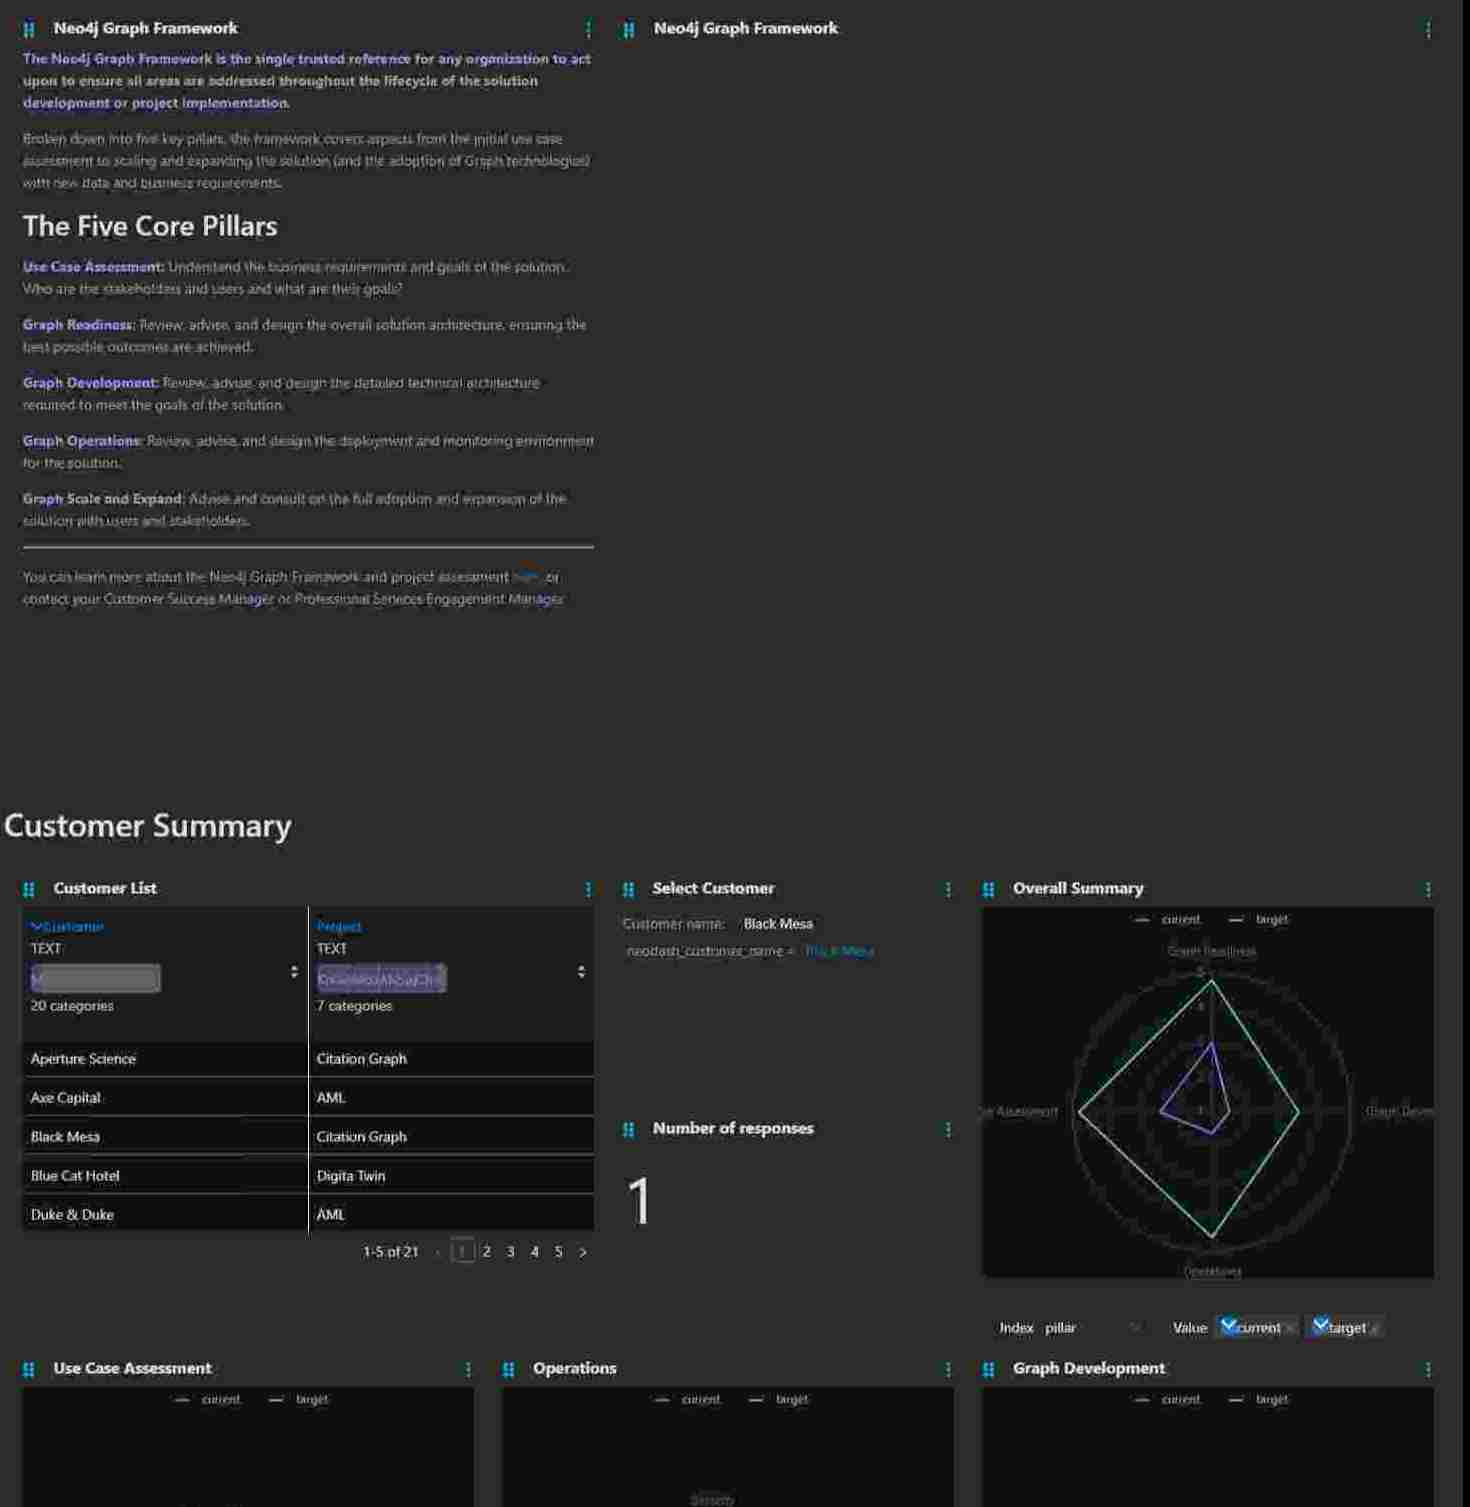 Neo4j Graph Framework
The Neo4j Graph Framework is the single trusted reference for any organization to act
upon to ensure all areas are addressed throughout the lifecycle of the solution
development or project implementation.
Broken down into five key pillars, the framework covers aspects from the initial use case
assessment to scaling and expanding the solution (and the adoption of Graph technologies)
with new data and business requirements.
The Five Core Pillars
Use Case Assessment: Understand the business requirements and goals of the solution.
Who are the stakeholders and users and what are their goals?
Graph Readiness: Review, advise, and design the overall solution architecture, ensuring the
best possible outcomes are achieved.
Graph Development: Review, advise, and design the detailed technical architecture
required to meet the goals of the solution.
Graph Operations: Review, advise, and design the deployment and monitoring environment
for the solution.
Graph Scale and Expand: Advise and consult on the full adoption and expansion of the
solution with users and stakeholders.
You can learn more about the Neo4j Graph Framework and project assessment or
contact your Customer Success Manager or Professional Services Engagement Manager
Neo4j Graph Framework
Customer Summary
Customer List
Customer
Project
TEXT
TEXT
20 categories
7 categories
Aperture Science
Citation Graph
Axe Capital
AML
Black Mesa
Citation Graph
Blue Cat Hotel
Digita Twin
Duke & Duke
AML
1-5 of 21 1 2 3 4 5 >
Select Customer
Customer name: Black Mesa
neodash_customer_name = Black Mesa
Number of responses
1
Overall Summary
current target
Graph Readiness
5
4
1
Assessment
Graph Devel
Operations
Index pillar Value current × target ×
Use Case Assessment
current target
Operations
current target
Security
Graph Development
current target